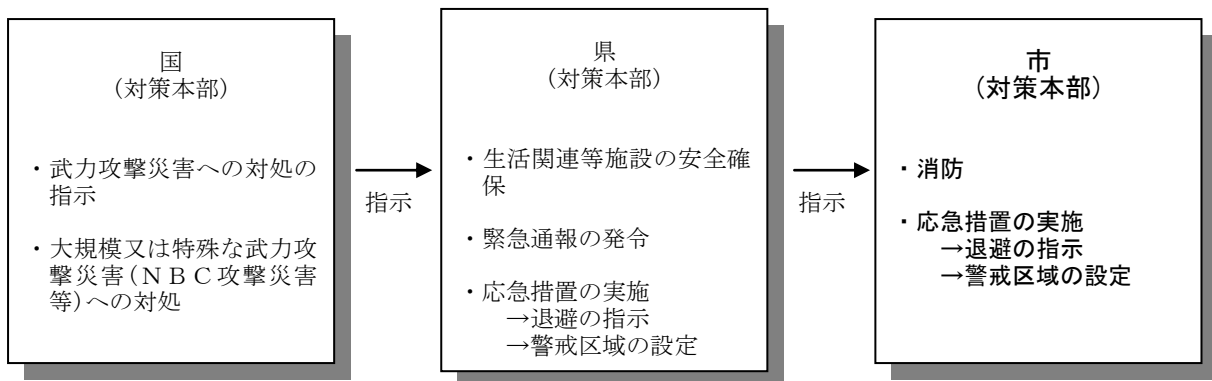 国
(対策本部)
・武力攻撃災害への対処の
指示
・大規模又は特殊な武力攻
撃災害(NBC攻撃災害
等)への対処
指示
県
(対策本部)
・生活関連等施設の安全確
保
・緊急通報の発令
・応急措置の実施
→退避の指示
→警戒区域の設定
指示
市
(対策本部)
・消防
・応急措置の実施
→退避の指示
→警戒区域の設定